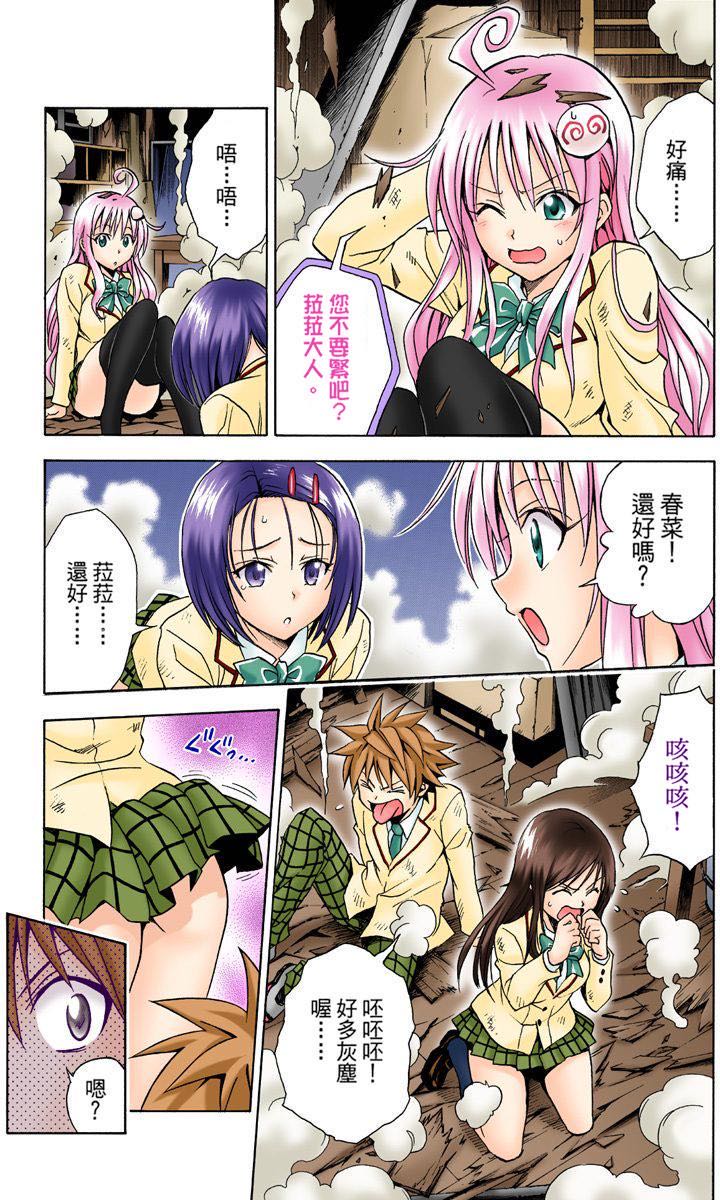 好痛……
您不要緊吧？
菈菈大人。
唔…唔…
春菜！
還好嗎？
菈菈……
還好……
咳咳咳！
呸呸呸！
好多灰塵
喔……
ぐぐっ…
嗯？